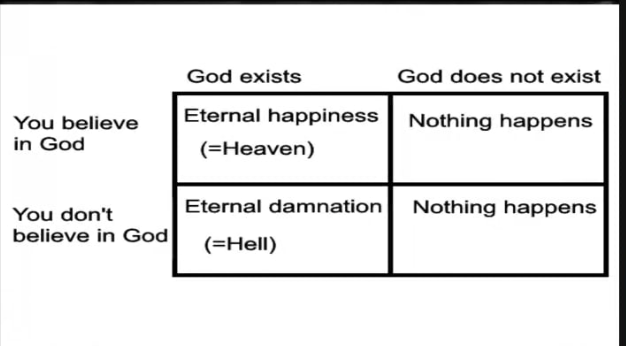 God exists
God does not exist
You believe
in God
Eternal happiness
(=Heaven)
Nothing happens
You don't
believe in God
Eternal damnation
(=Hell)
Nothing happens